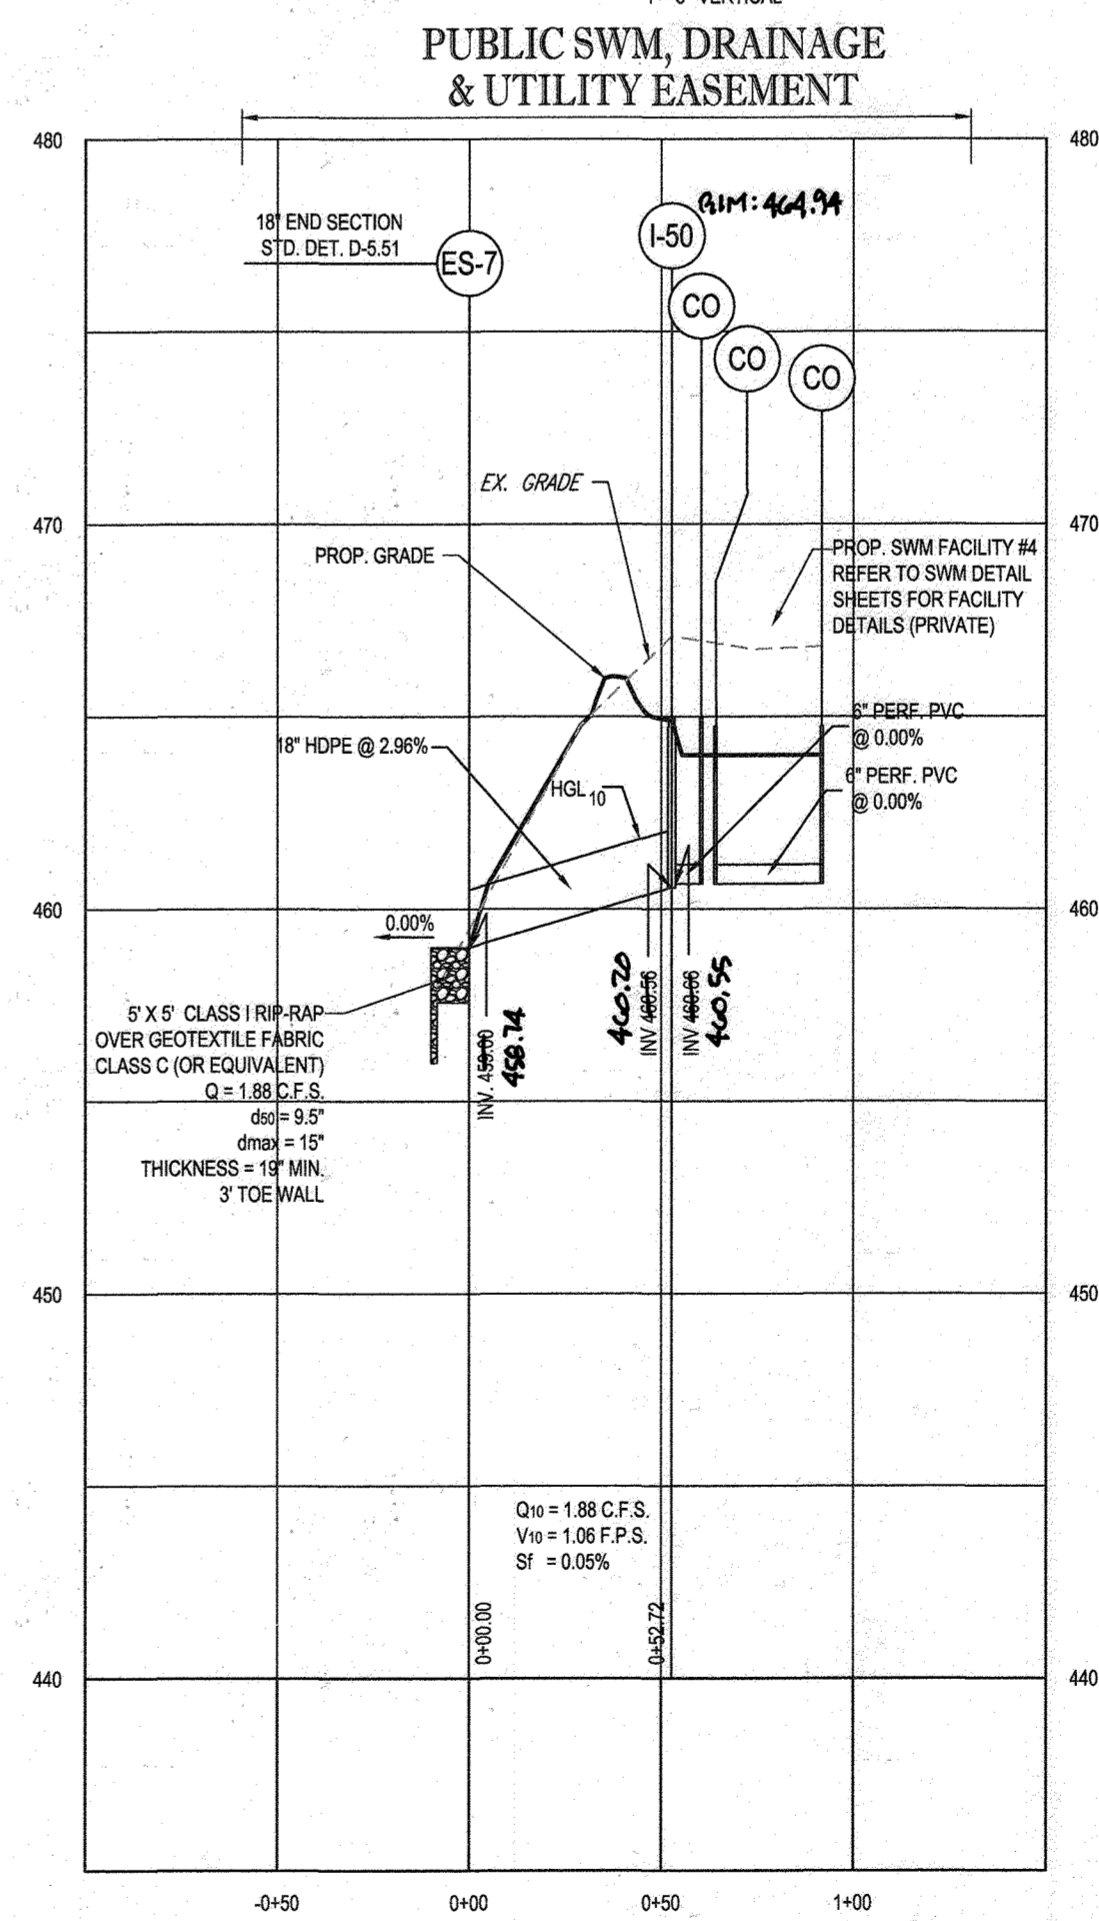 PUBLIC SWM, DRAINAGE
& UTILITY EASEMENT
480
480
RIM: 464.94
18" END SECTION
STD. DET. D-5.51
ES-7
I-50
CO
CO
CO
EX. GRADE
470
470
PROP. GRADE
PROP. SWM FACILITY #4
REFER TO SWM DETAIL
SHEETS FOR FACILITY
DETAILS (PRIVATE)
6" PERF. PVC
@ 0.00%
18" HDPE @ 2.96%
6" PERF. PVC
@ 0.00%
HGL10
460
460
0.00%
5' X 5' CLASS I RIP-RAP
OVER GEOTEXTILE FABRIC
CLASS C (OR EQUIVALENT)
Q = 1.88 C.F.S.
d50 = 9.5"
dmax = 15"
THICKNESS = 19" MIN.
3' TOE WALL
INV. 459.00
458.74
460.20
INV 460.56
INV 460.66
460.55
450
450
Q10 = 1.88 C.F.S.
V10 = 1.06 F.P.S.
Sf = 0.05%
0+00.00
0+52.72
440
440
-0+50
0+00
0+50
1+00